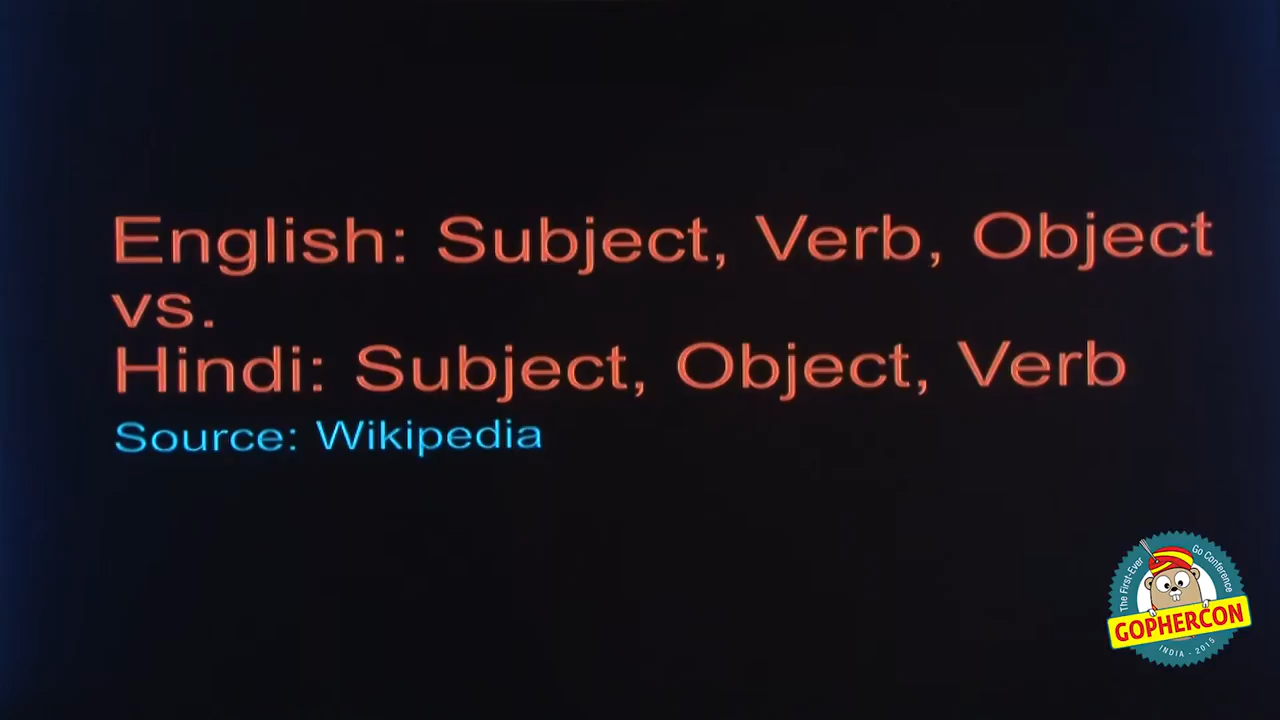 English: Subject, Verb, Object
vs.
Hindi: Subject, Object, Verb
Source: Wikipedia
The First-Ever Go Conference
GOPHERCON
INDIA - 2015